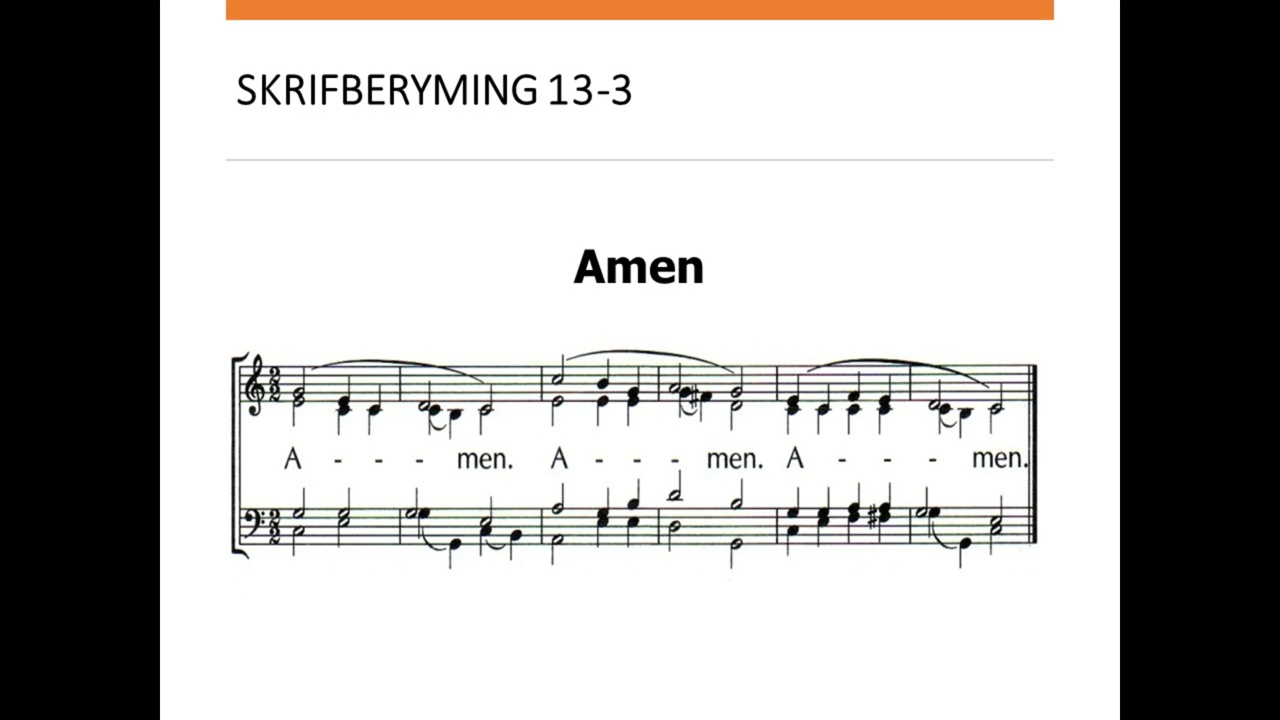 SKRIFBERYMING 13-3
Amen
A - - - men. A - - - men. A - - - men.